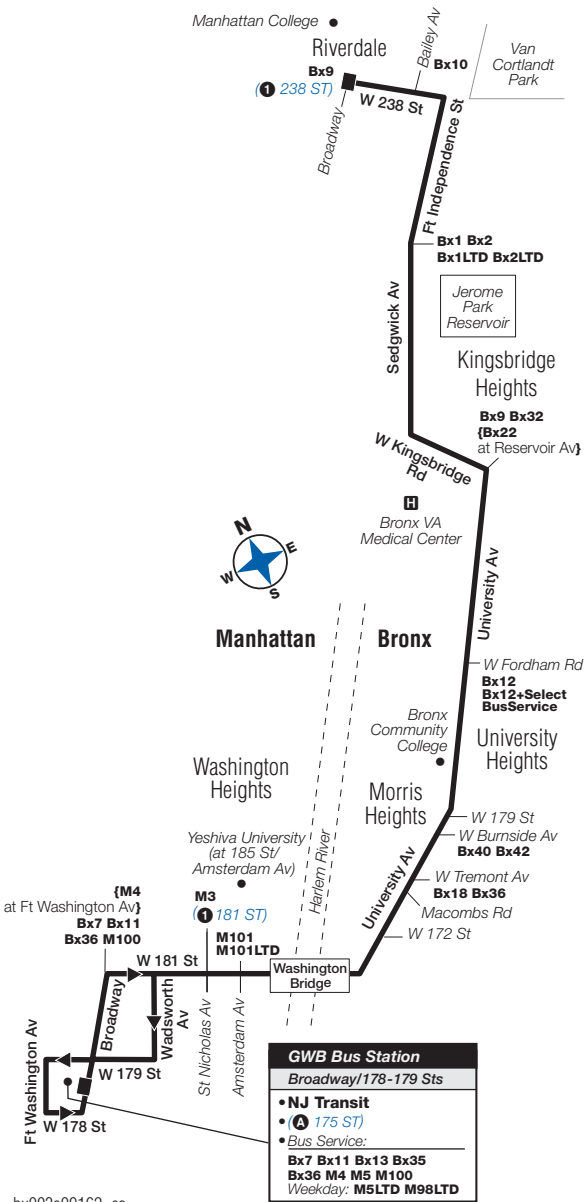 Manhattan College
Riverdale
Bailey Av
Van
Cortlandt
Park
Bx9
(1 238 ST)
Bx10
W 238 St
Broadway
Ft Independence St
Bx1 Bx2
Bx1LTD Bx2LTD
Sedgwick Av
Jerome
Park
Reservoir
Kingsbridge
Heights
Bx9 Bx32
{Bx22
at Reservoir Av}
W Kingsbridge
Rd
H
Bronx VA
Medical Center
N
E
W
S
University Av
Manhattan
Bronx
W Fordham Rd
Bx12
Bx12+Select
BusService
Bronx
Community
College
University
Heights
Washington
Heights
Morris
Heights
W 179 St
W Burnside Av
Bx40 Bx42
Yeshiva University
(at 185 St/
Amsterdam Av)
Harlem River
University Av
W Tremont Av
Bx18 Bx36
Macombs Rd
W 172 St
{M4
at Ft Washington Av}
Bx7 Bx11
Bx36 M100
M3
(1 181 ST)
M101
M101LTD
W 181 St
Washington
Bridge
Broadway
Wadsworth
Av
St Nicholas Av
Amsterdam Av
Ft Washington Av
W 179 St
W 178 St
GWB Bus Station
Broadway/178-179 Sts
• NJ Transit
• (A 175 ST)
• Bus Service:
Bx7 Bx11 Bx13 Bx35
Bx36 M4 M5 M100
Weekday: M5LTD M98LTD